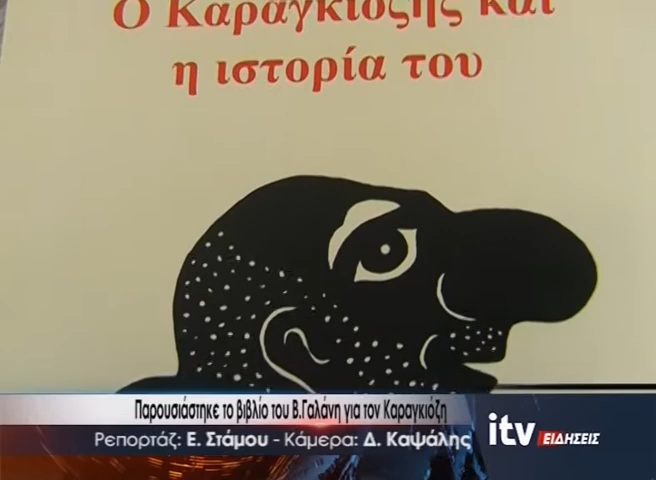 Ο Καραγκιόζης και
η ιστορία του
Παρουσιάστηκε το βιβλίο του Β.Γαλάνη για τον Καραγκιόζη
Ρεπορτάζ: Ε. Στάμου - Κάμερα: Δ. Καψάλης
itv ΕΙΔΗΣΕΙΣ